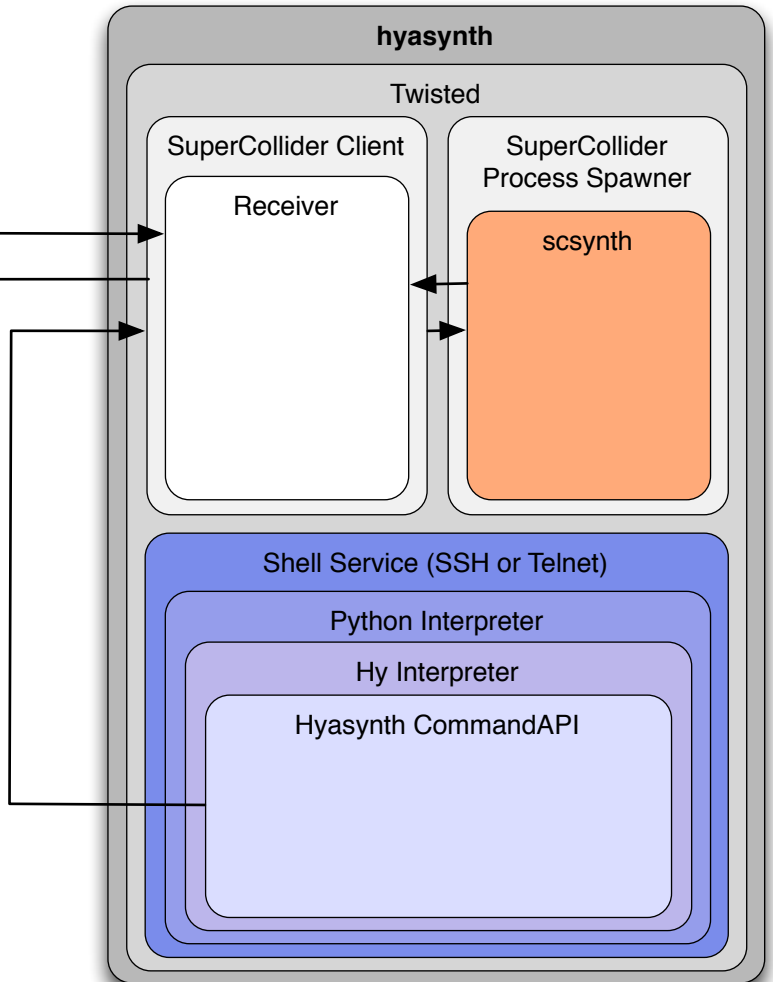 hyasynth
Twisted
SuperCollider Client
Receiver
SuperCollider
Process Spawner
scsynth
Shell Service (SSH or Telnet)
Python Interpreter
Hy Interpreter
Hyasynth CommandAPI